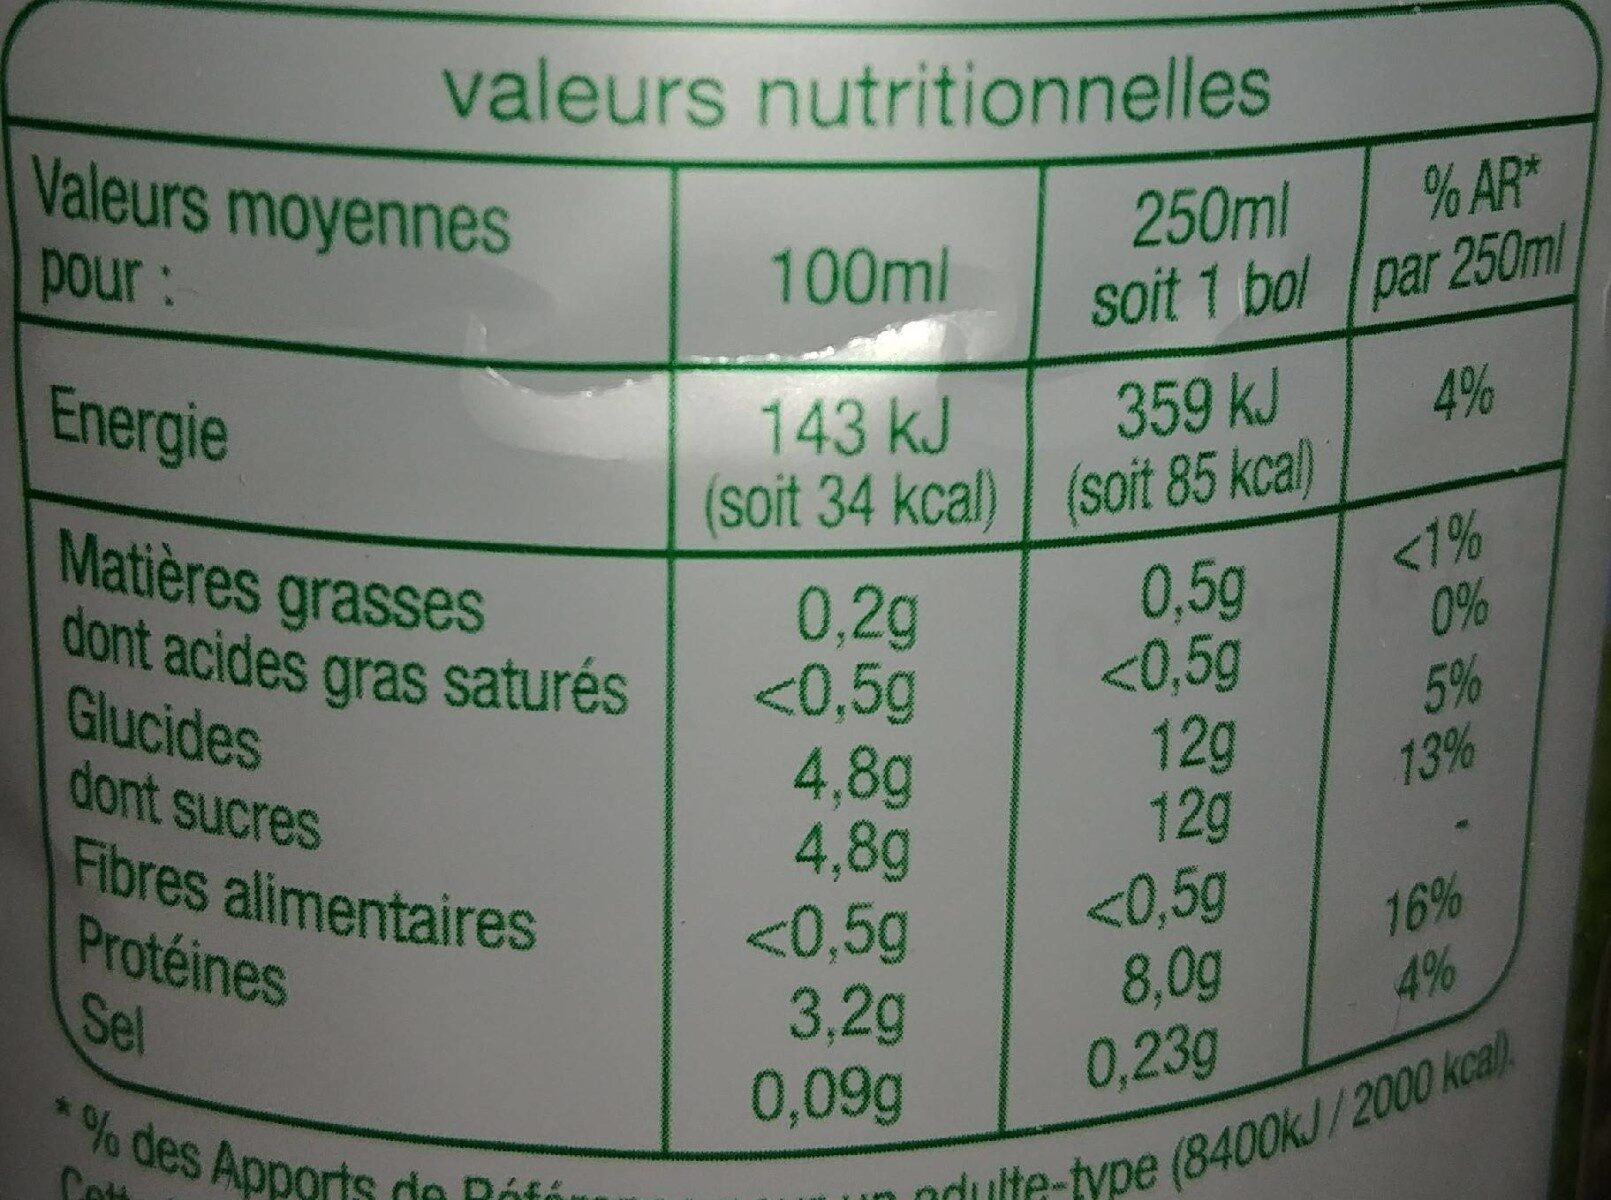 valeurs nutritionnelles
Valeurs moyennes pour : 100ml 250ml soit 1 bol % AR* par 250ml
Energie 143 kJ (soit 34 kcal) 359 kJ (soit 85 kcal) 4%
Matières grasses 0,2g 0,5g <1%
dont acides gras saturés <0,5g <0,5g 0%
Glucides 4,8g 12g 5%
dont sucres 4,8g 12g 13%
Fibres alimentaires <0,5g <0,5g -
Protéines 3,2g 8,0g 16%
Sel 0,09g 0,23g 4%
* % des Apports de adulte-type (8400kJ / 2000 kcal).